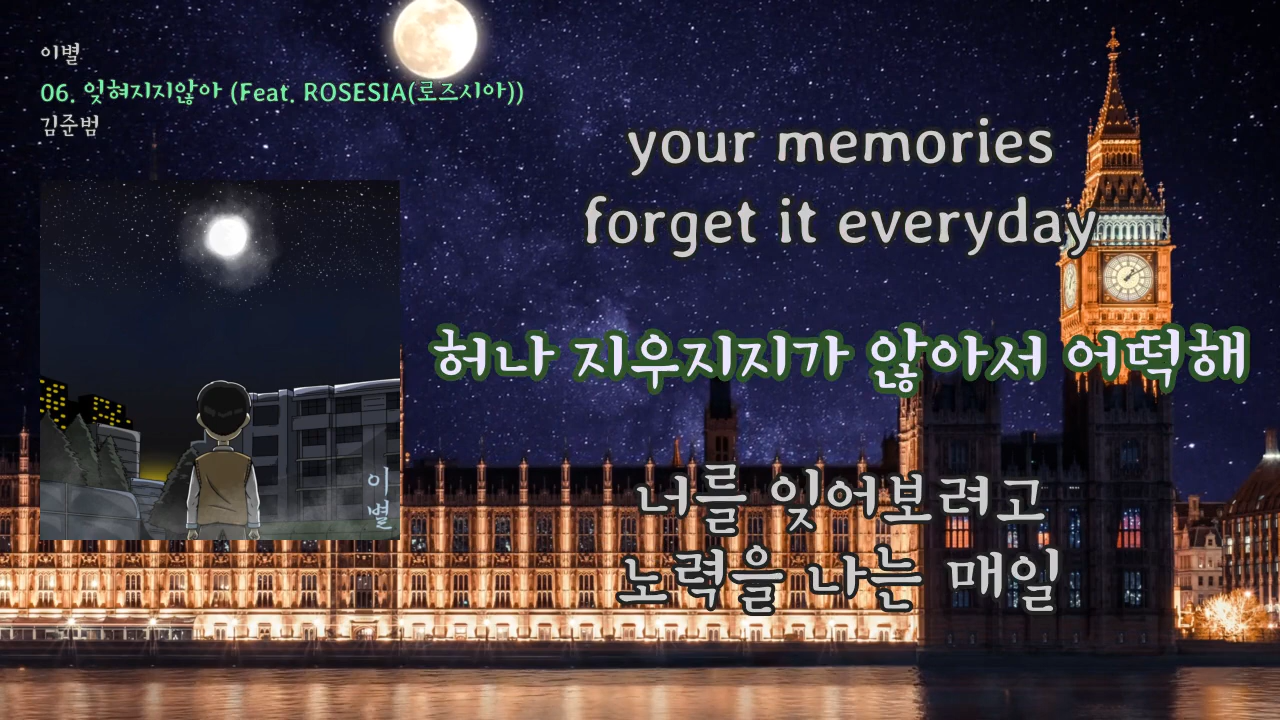 이별
06. 잊혀지지않아 (Feat. ROSESIA(로즈시아))
김준범
이별
your memories
forget it everyday
허나 지우지지가 않아서 어떡해
너를 잊어보려고
노력을 나는 매일